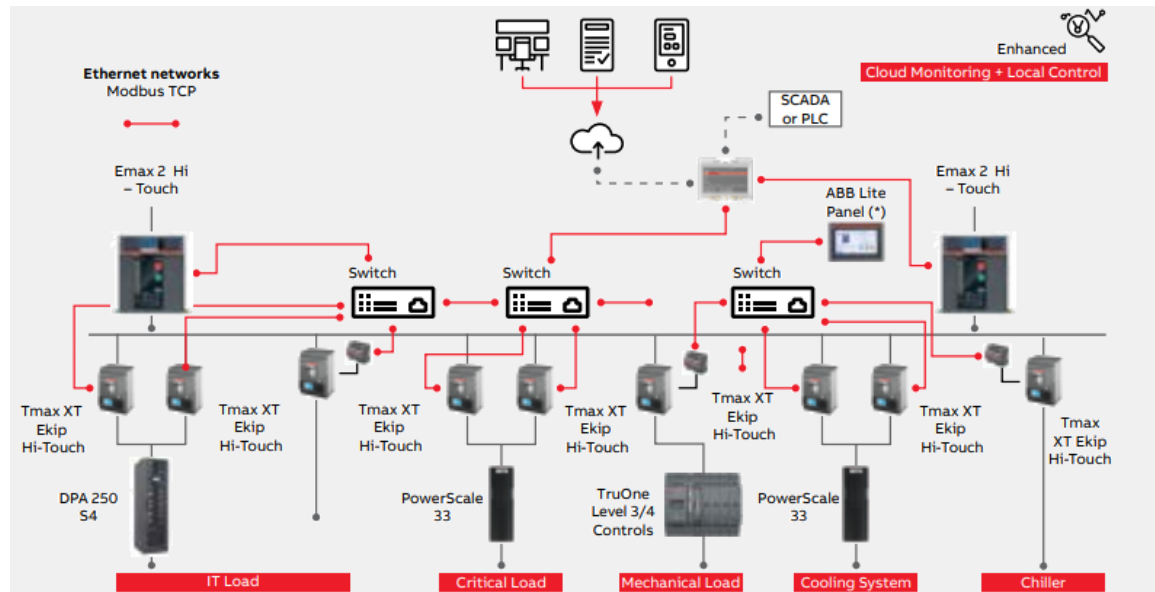 Enhanced
Cloud Monitoring + Local Control
Ethernet networks
Modbus TCP
SCADA
or PLC
Emax 2 Hi
– Touch
ABB Lite
Panel (*)
Emax 2 Hi
– Touch
Switch
Switch
Switch
Tmax XT
Ekip
Hi-Touch
Tmax XT
Ekip
Hi-Touch
Tmax XT
Ekip
Hi-Touch
Tmax XT
Ekip
Hi-Touch
Tmax XT
Ekip
Hi-Touch
Tmax XT
Ekip
Hi-Touch
Tmax
XT Ekip
Hi-Touch
DPA 250
S4
PowerScale
33
TruOne
Level 3/4
Controls
PowerScale
33
IT Load
Critical Load
Mechanical Load
Cooling System
Chiller